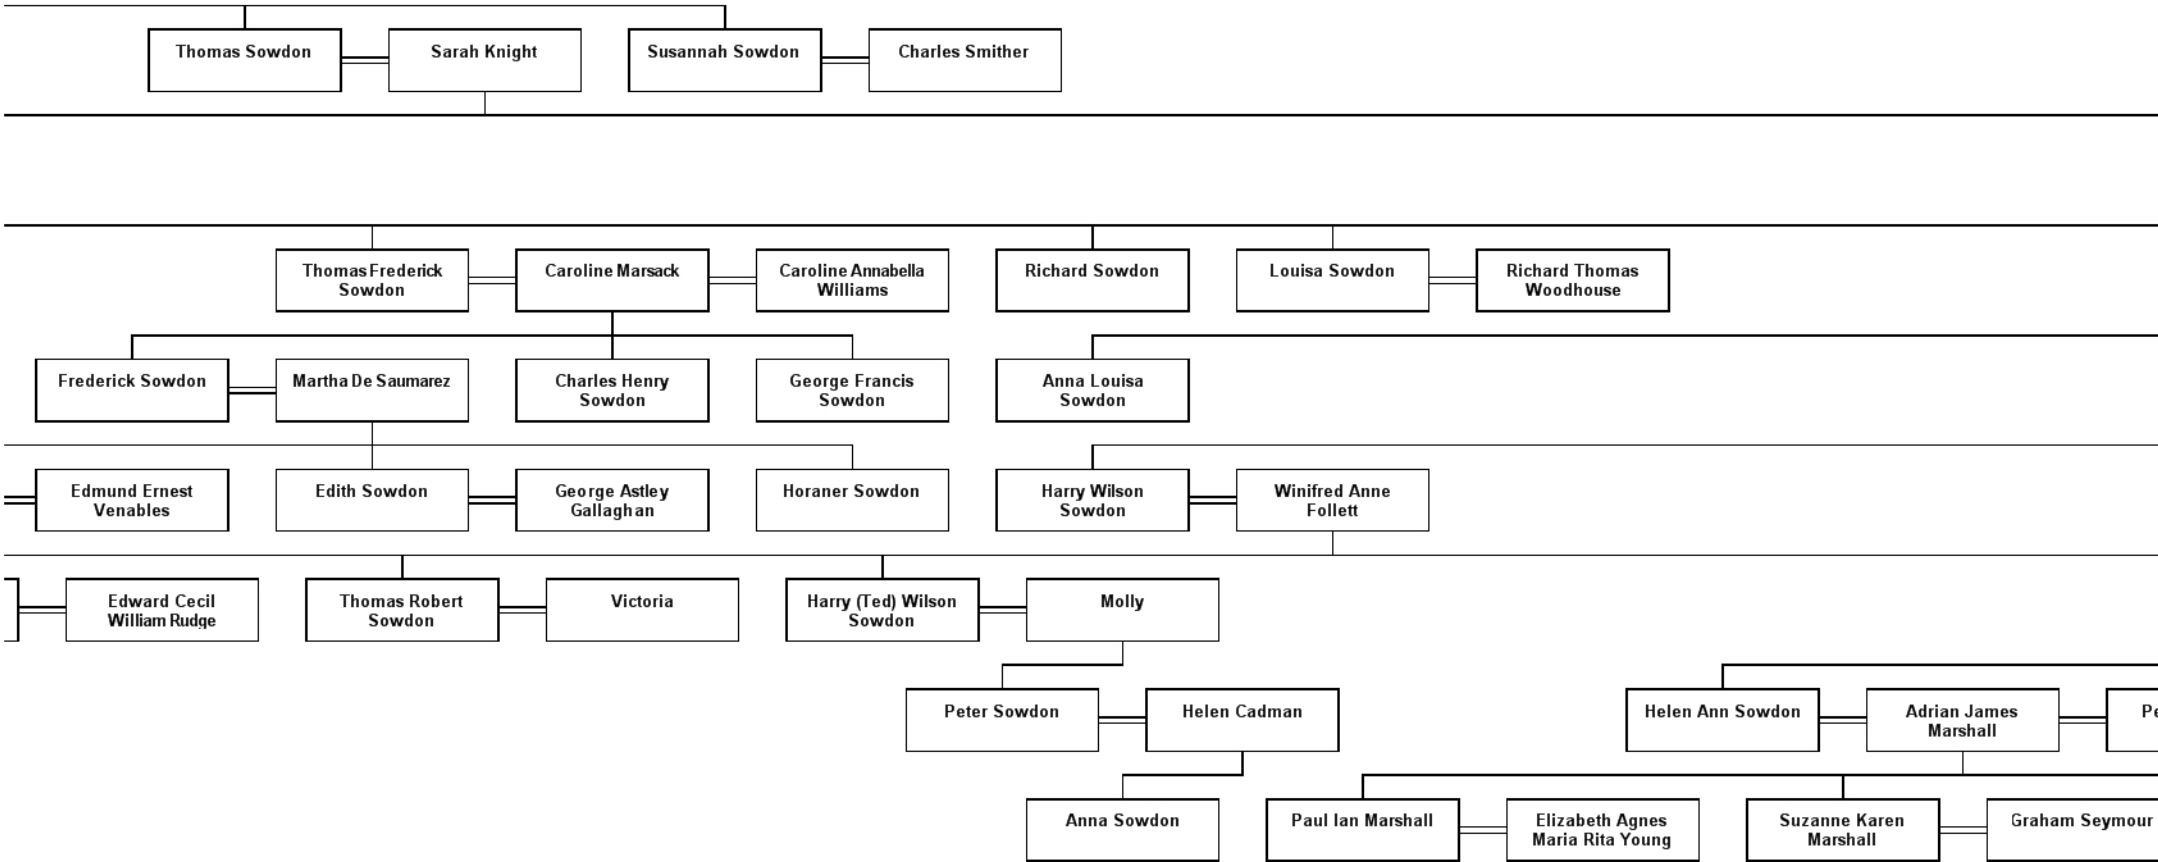 Thomas Sowdon
Sarah Knight
Susannah Sowdon
Charles Smither
Thomas Frederick
Sowdon
Caroline Marsack
Caroline Annabella
Williams
Richard Sowdon
Louisa Sowdon
Richard Thomas
Woodhouse
Frederick Sowdon
Martha De Saumarez
Charles Henry
Sowdon
George Francis
Sowdon
Anna Louisa
Sowdon
Edmund Ernest
Venables
Edith Sowdon
George Astley
Gallaghan
Horaner Sowdon
Harry Wilson
Sowdon
Winifred Anne
Follett
Edward Cecil
William Rudge
Thomas Robert
Sowdon
Victoria
Harry (Ted) Wilson
Sowdon
Molly
Peter Sowdon
Helen Cadman
Helen Ann Sowdon
Adrian James
Marshall
Anna Sowdon
Paul Ian Marshall
Elizabeth Agnes
Maria Rita Young
Suzanne Karen
Marshall
Graham Seymour